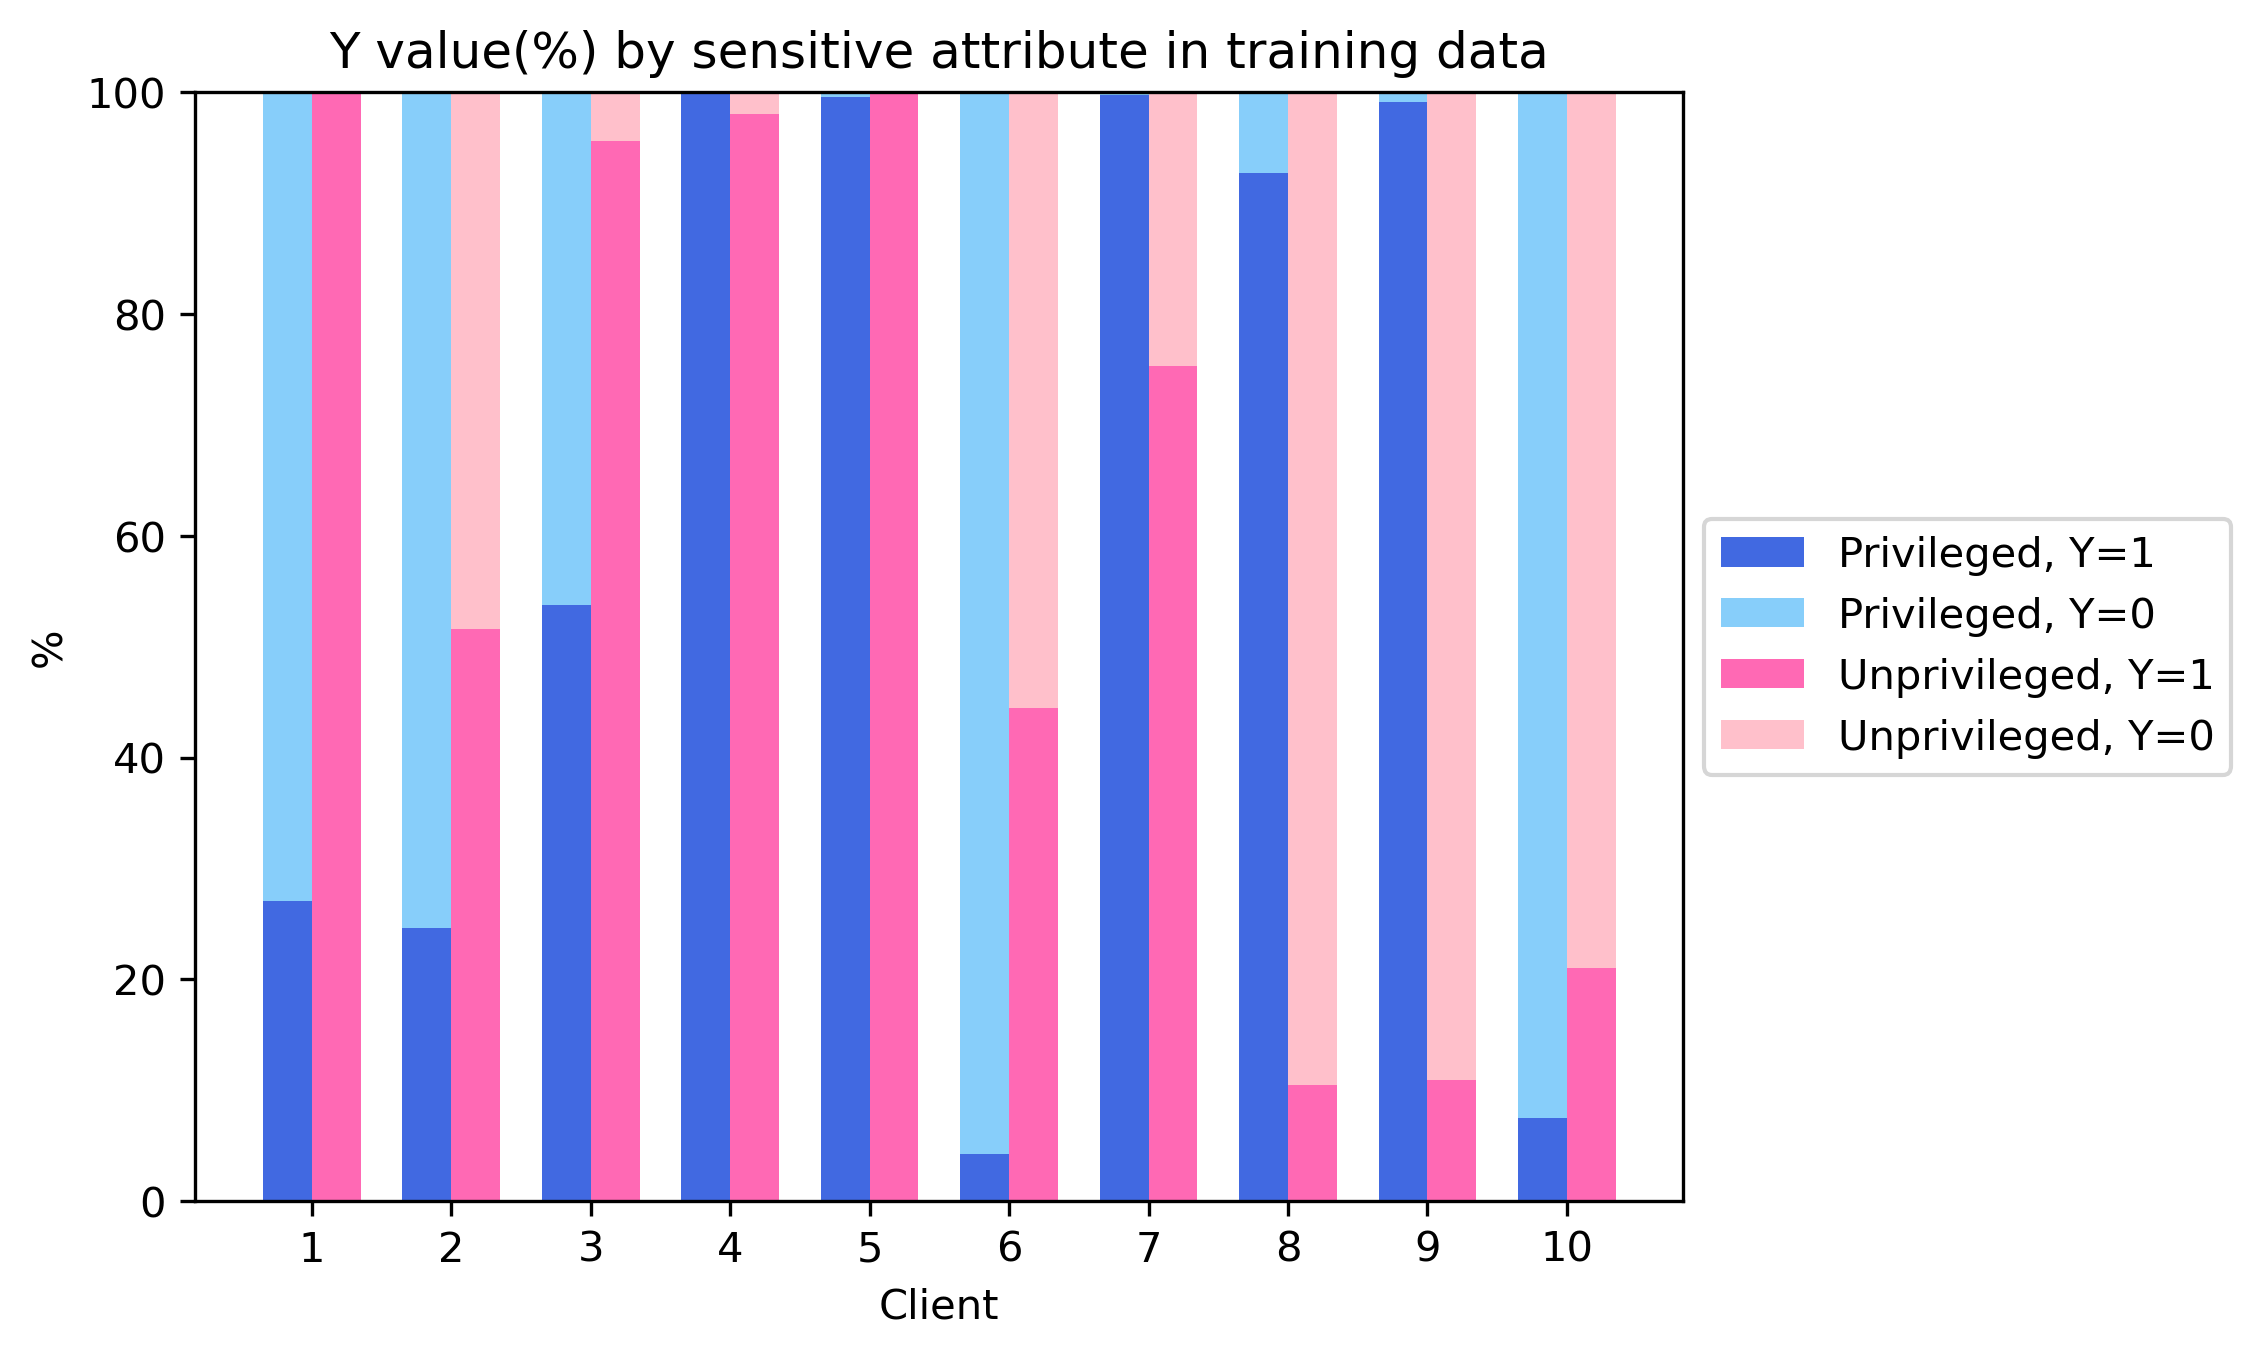 Y value(%) by sensitive attribute in training data
100
80
60
40
20
0
%
1 2 3 4 5 6 7 8 9 10
Client
Privileged, Y=1
Privileged, Y=0
Unprivileged, Y=1
Unprivileged, Y=0